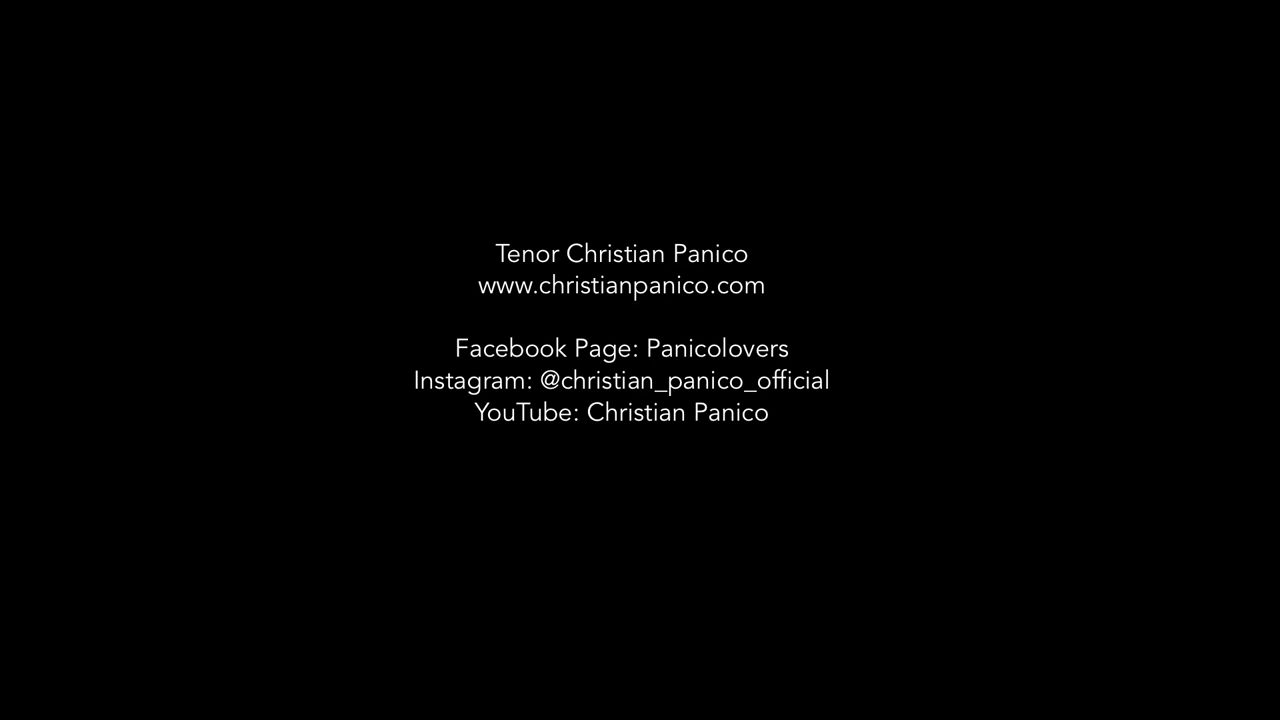 Tenor Christian Panico
www.christianpanico.com
Facebook Page: Panicolovers
Instagram: @christian_panico_official
YouTube: Christian Panico